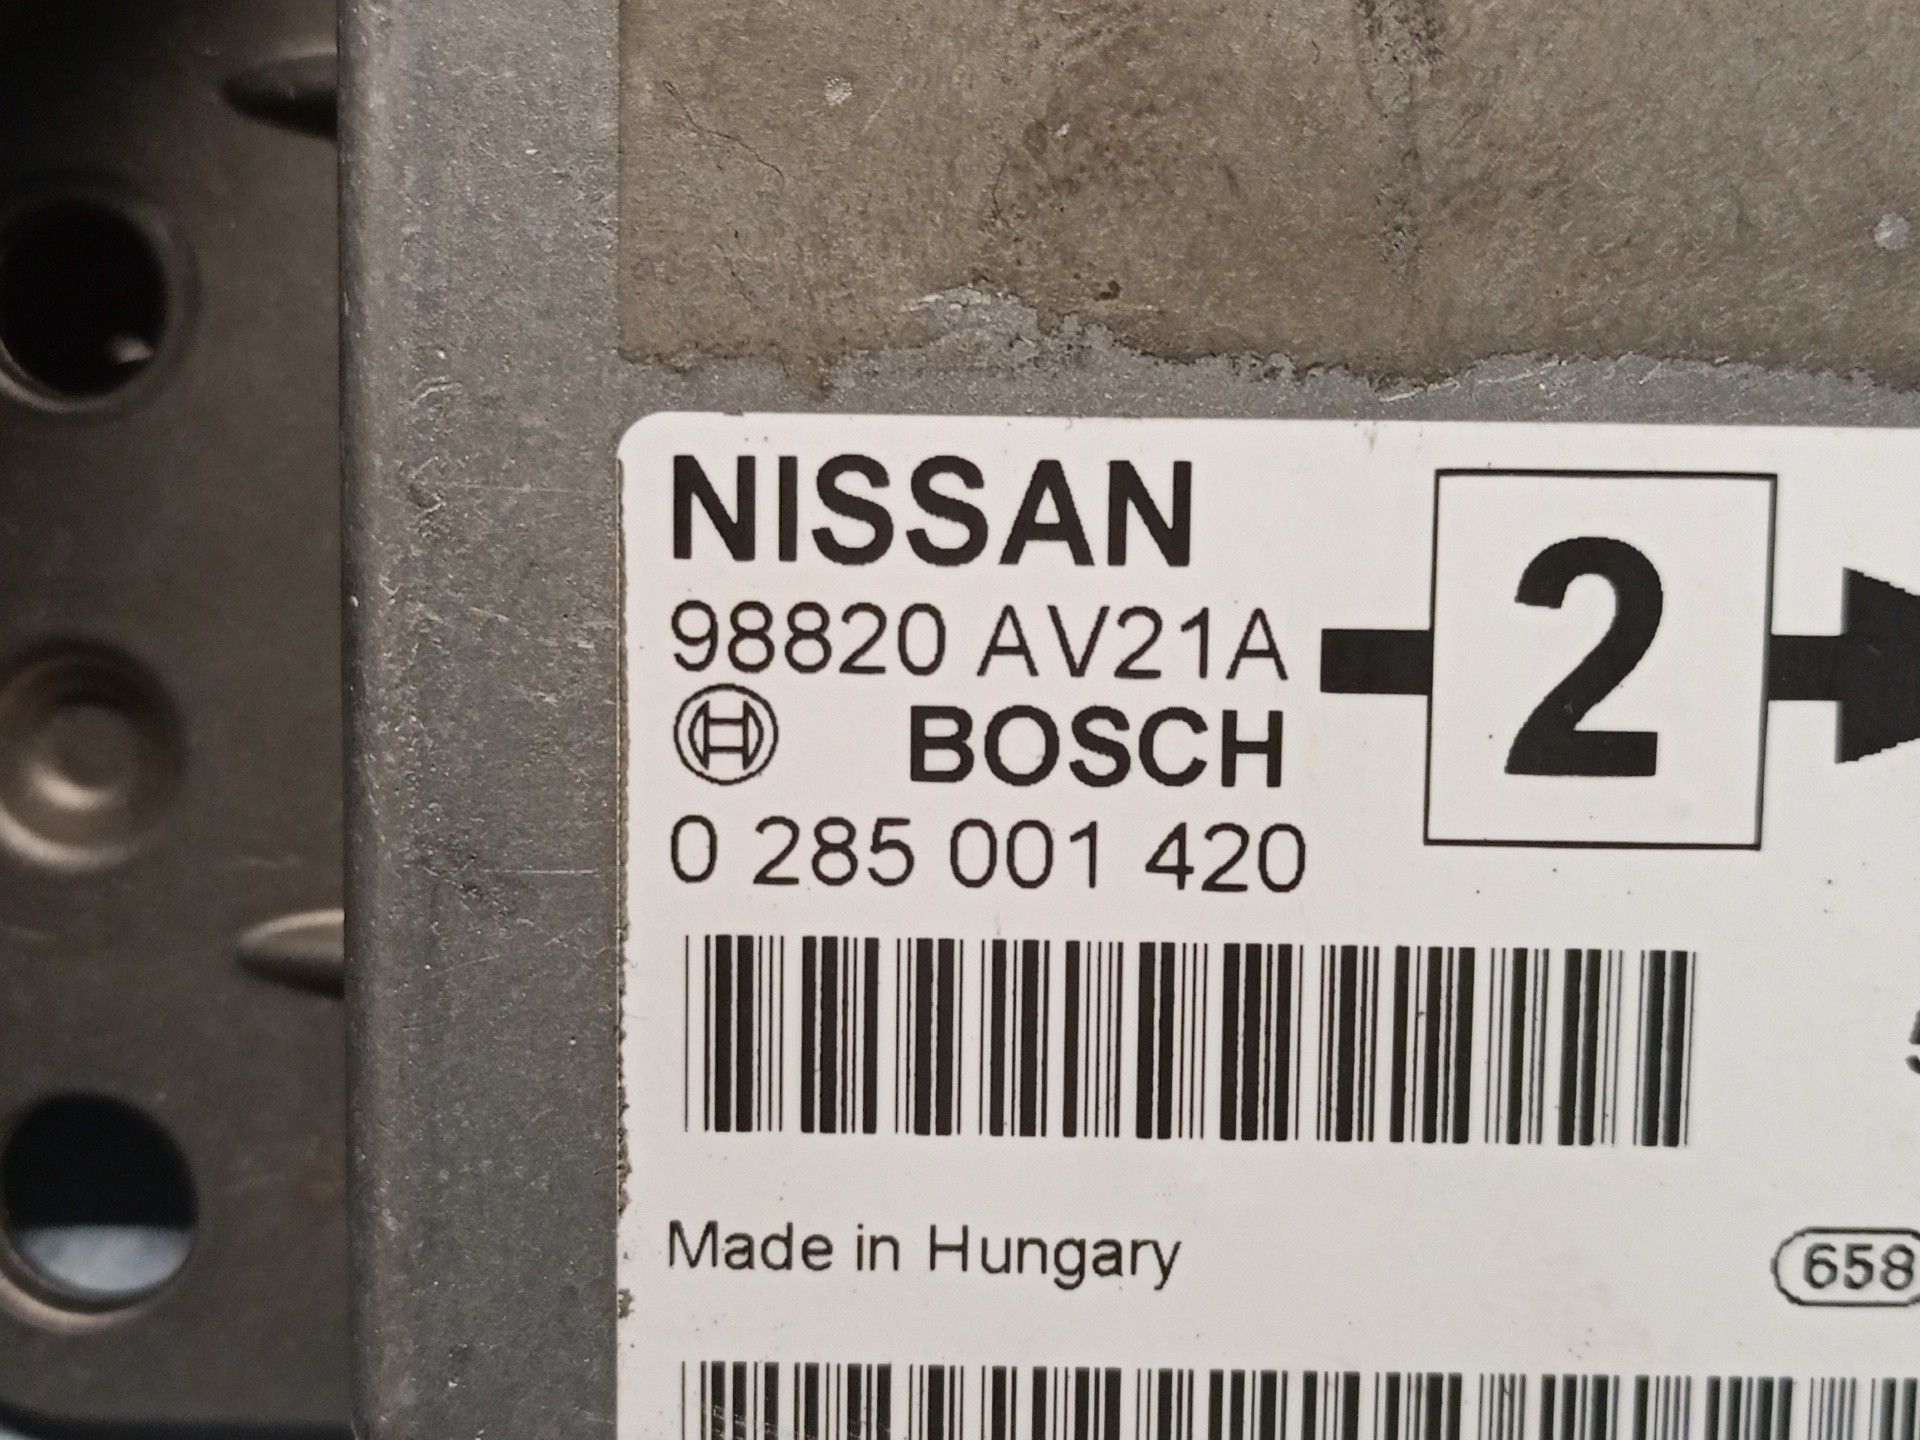 NISSAN
98820 AV21A
2
BOSCH
0 285 001 420
Made in Hungary
658